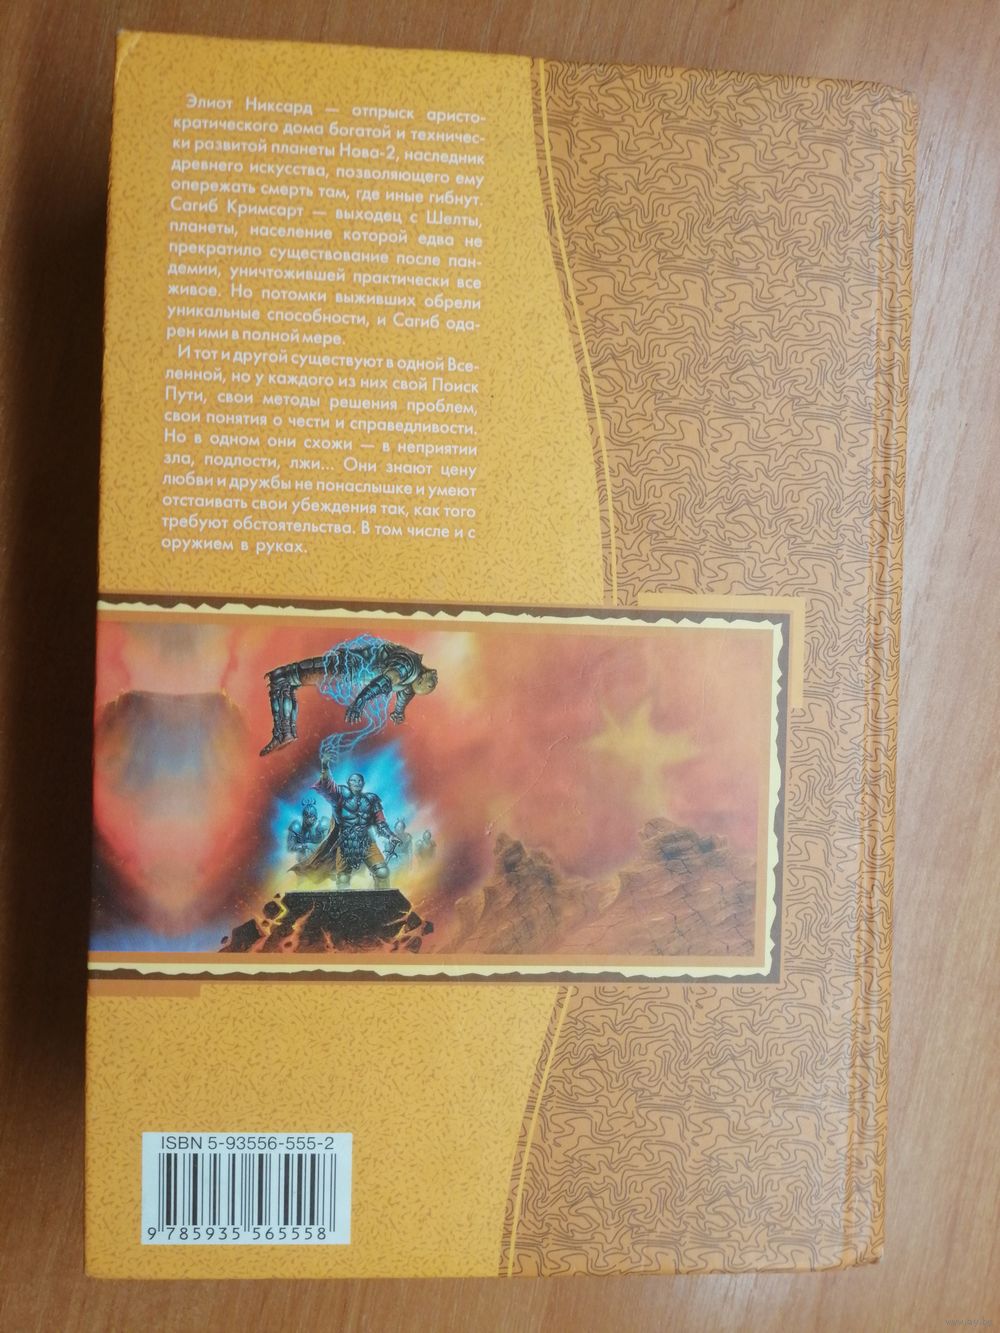 Элиот Никсард — отпрыск аристо-
кратического дома богатой и техничес-
ки развитой планеты Нова-2, наследник
древнего искусства, позволяющего ему
опережать смерть там, где иные гибнут.
Сагиб Кримсарт — выходец с Шелты,
планеты, население которой едва не
прекратило существование после пан-
демии, уничтожившей практически все
живое. Но потомки выживших обрели
уникальные способности, и Сагиб ода-
рен ими в полной мере.
И тот и другой существуют в одной Все-
ленной, но у каждого из них свой Поиск
Пути, свои методы решения проблем,
свои понятия о чести и справедливости.
Но в одном они схожи — в неприятии
зла, подлости, лжи... Они знают цену
любви и дружбы не понаслышке и умеют
отстаивать свои убеждения так, как того
требуют обстоятельства. В том числе и с
оружием в руках.
ISBN 5-93556-555-2
9 785935 565558